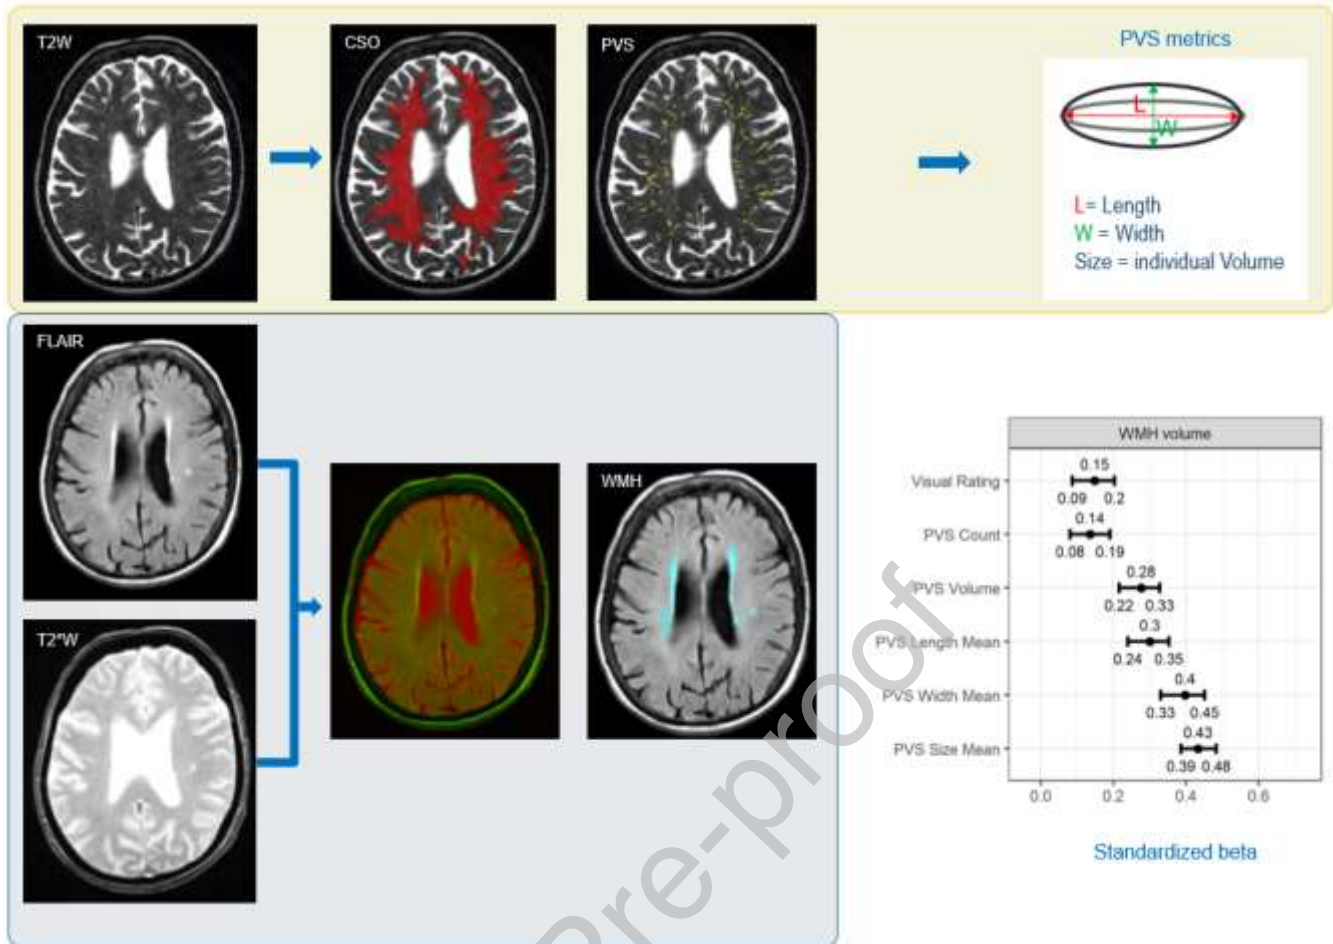 T2W
CSO
PVS
PVS metrics
L
W
L= Length
W = Width
Size = individual Volume
FLAIR
T2*W
WMH
WMH volume
Visual Rating
0.15
0.09 0.2
PVS Count
0.14
0.08 0.19
PVS Volume
0.28
0.22 0.33
PVS Length Mean
0.3
0.24 0.35
PVS Width Mean
0.4
0.33 0.45
PVS Size Mean
0.43
0.39 0.48
0.0 0.2 0.4 0.6
Standardized beta
Pre-proof